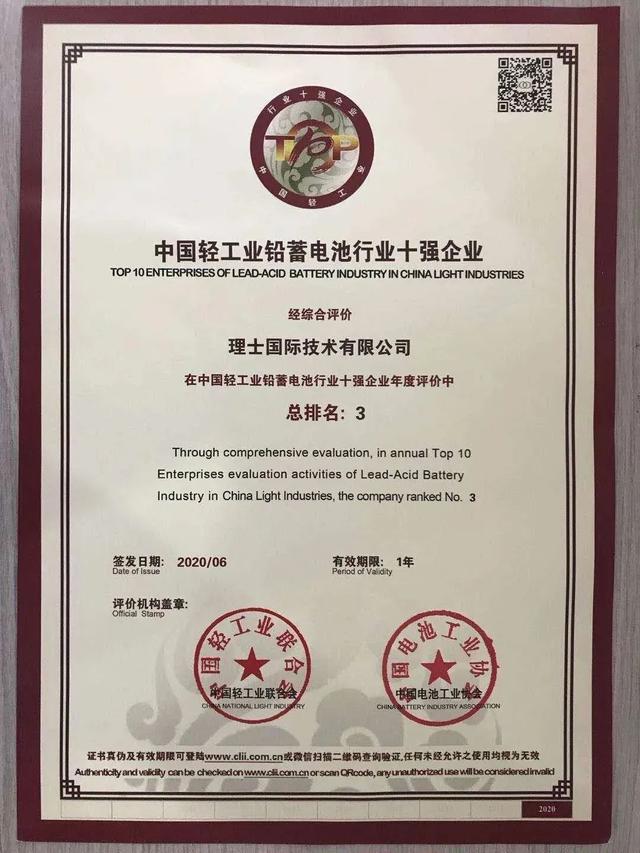 中国轻工业行业十强企业
TOP
中国轻工业铅蓄电池行业十强企业
TOP 10 ENTERPRISES OF LEAD-ACID BATTERY INDUSTRY IN CHINA LIGHT INDUSTRIES
经综合评价
理士国际技术有限公司
在中国轻工业铅蓄电池行业十强企业年度评价中
总排名: 3
Through comprehensive evaluation, in annual Top 10
Enterprises evaluation activities of Lead-Acid Battery
Industry in China Light Industries, the company ranked No. 3
签发日期: 2020/06 有效期限: 1年
Date of Issue Period of Validity
评价机构盖章:
Official Stamp
中国轻工业联合会 中国电池工业协会
中国轻工业联合会 中国电池工业协会
CHINA NATIONAL LIGHT INDUSTRY CHINA BATTERY INDUSTRY ASSOCIATION
证书真伪及有效期限可登陆www.clii.com.cn或微信扫描二维码查询验证,任何未经允许之使用均视为无效
Authenticity and validity can be checked on www.clii.com.cn or scan QRcode, any unauthorized use will be considered invalid
2020